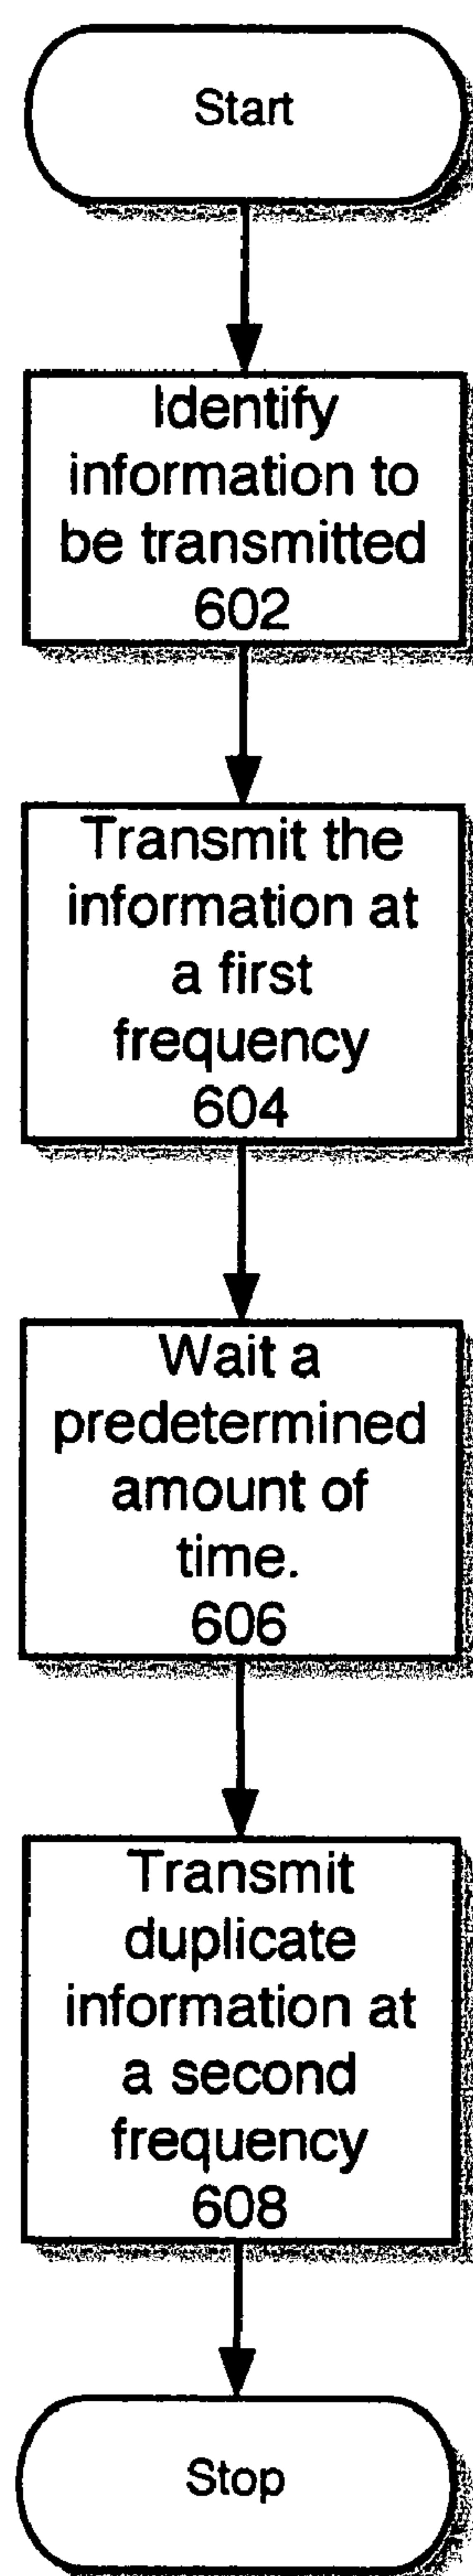 Start
Identify
information to
be transmitted
602
Transmit the
information at
a first
frequency
604
Wait a
predetermined
amount of
time.
606
Transmit
duplicate
information at
a second
frequency
608
Stop